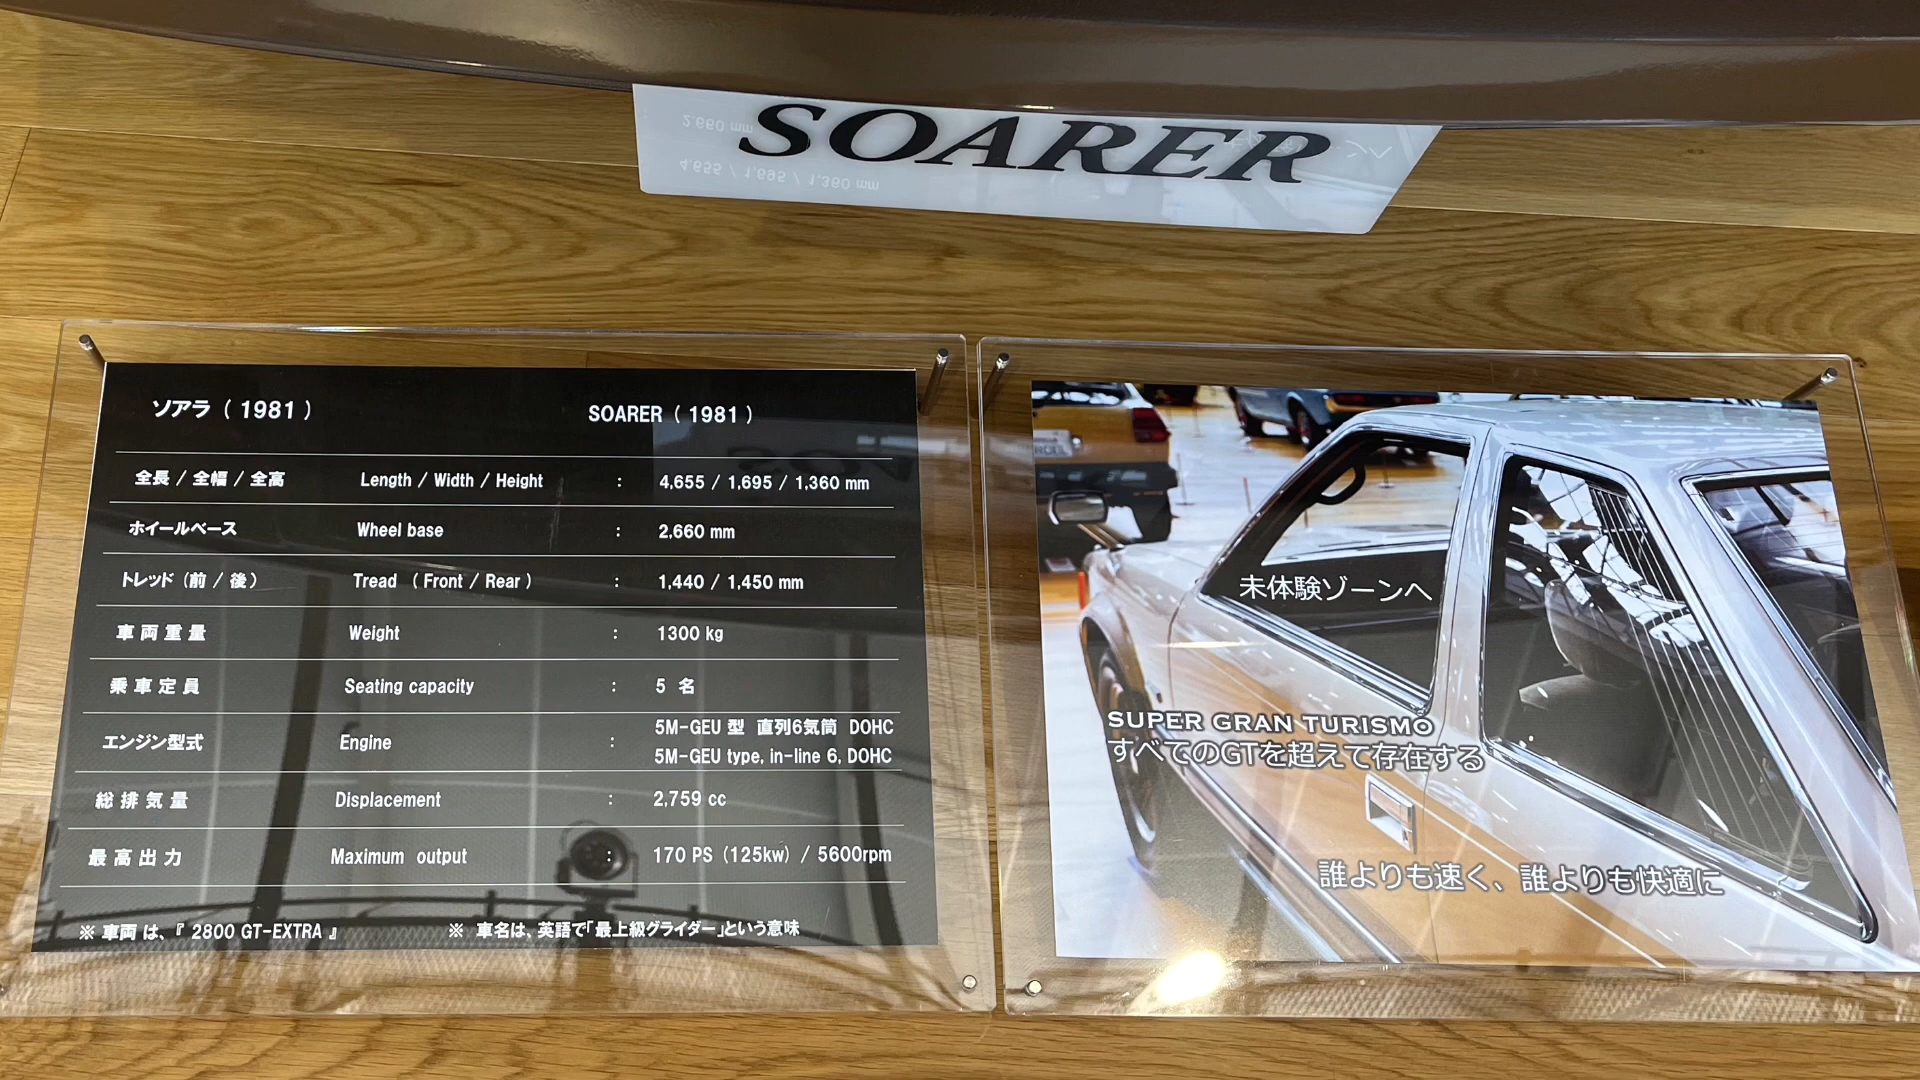 SOARER
ソアラ ( 1981 ) SOARER ( 1981 )
全長 / 全幅 / 全高 Length / Width / Height : 4,655 / 1,695 / 1,360 mm
ホイールベース Wheel base : 2,660 mm
トレッド (前 / 後) Tread ( Front / Rear ) : 1,440 / 1,450 mm
車両重量 Weight : 1300 kg
乗車定員 Seating capacity : 5 名
エンジン型式 Engine : 5M-GEU 型 直列6気筒 DOHC
5M-GEU type, in-line 6, DOHC
総排気量 Displacement : 2,759 cc
最高出力 Maximum output : 170 PS (125kw) / 5600rpm
※ 車両 は、『 2800 GT-EXTRA 』 ※ 車名は、英語で「最上級グライダー」という意味
未体験ゾーンへ
SUPER GRAN TURISMO
すべてのGTを超えて存在する
誰よりも速く、誰よりも快適に